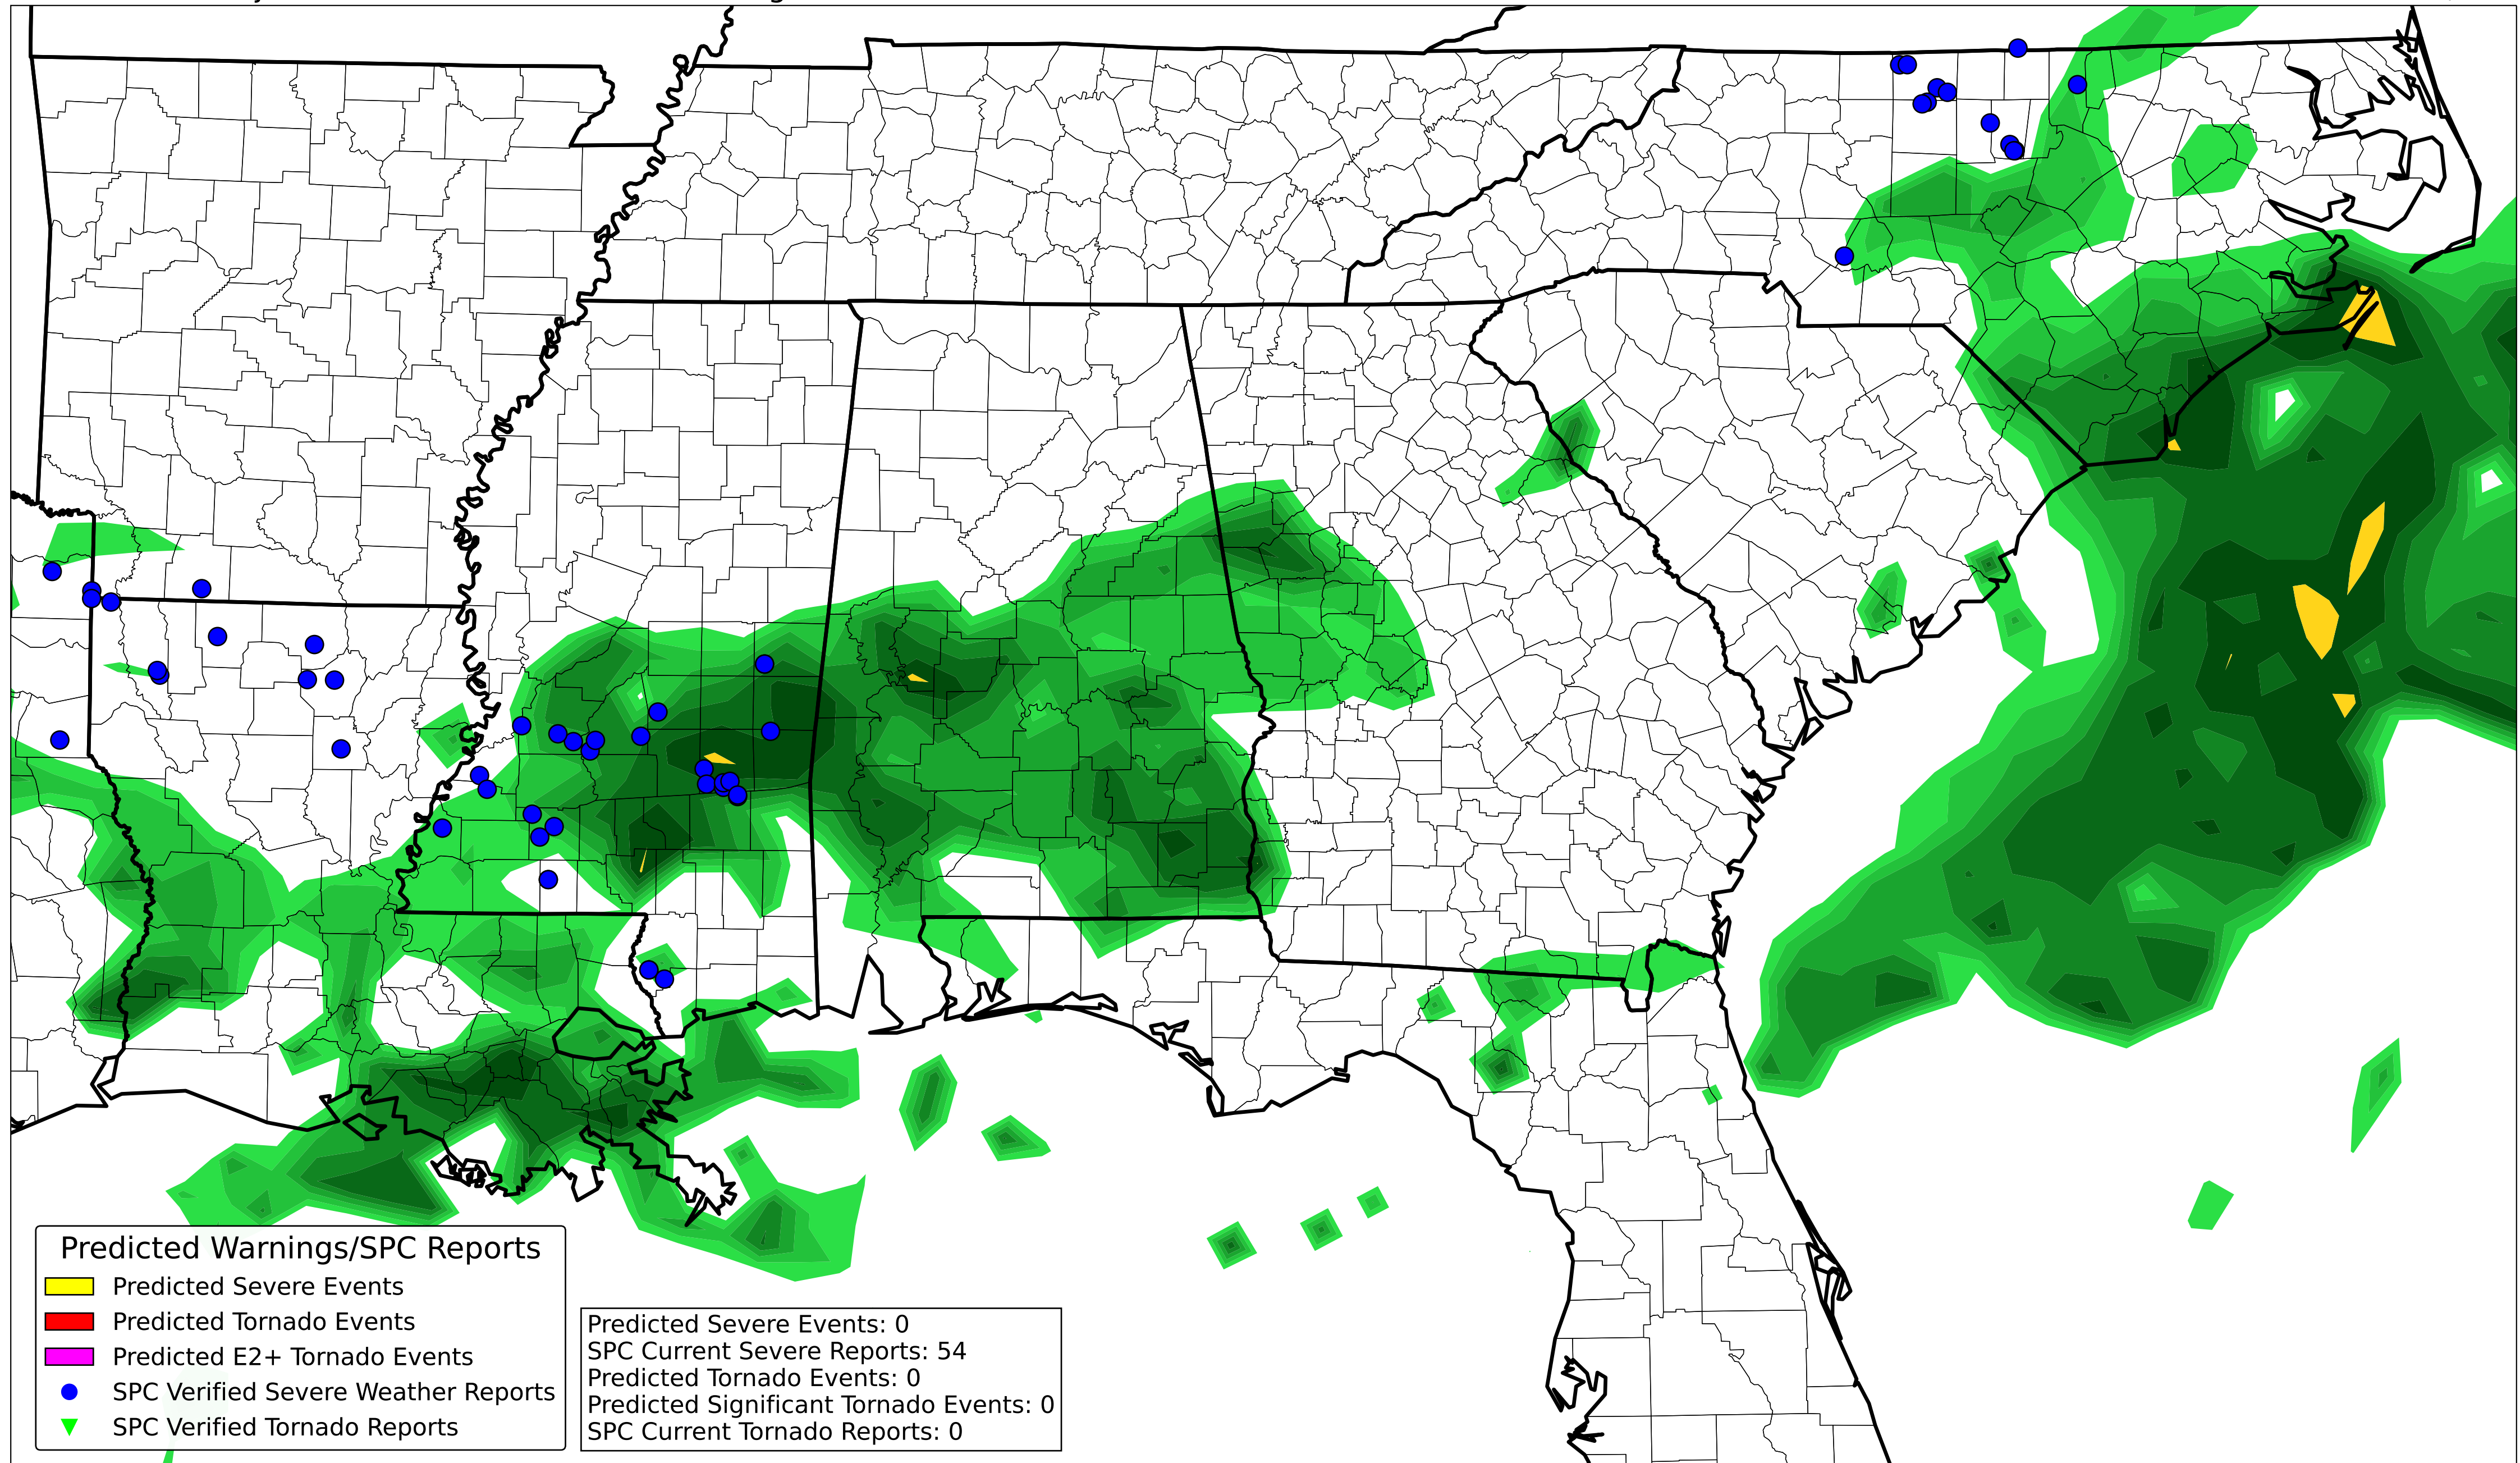 Predicted Warnings/SPC Reports
Predicted Severe Events
Predicted Tornado Events
Predicted E2+ Tornado Events
SPC Verified Severe Weather Reports
SPC Verified Tornado Reports
Predicted Severe Events: 0
SPC Current Severe Reports: 54
Predicted Tornado Events: 0
Predicted Significant Tornado Events: 0
SPC Current Tornado Reports: 0